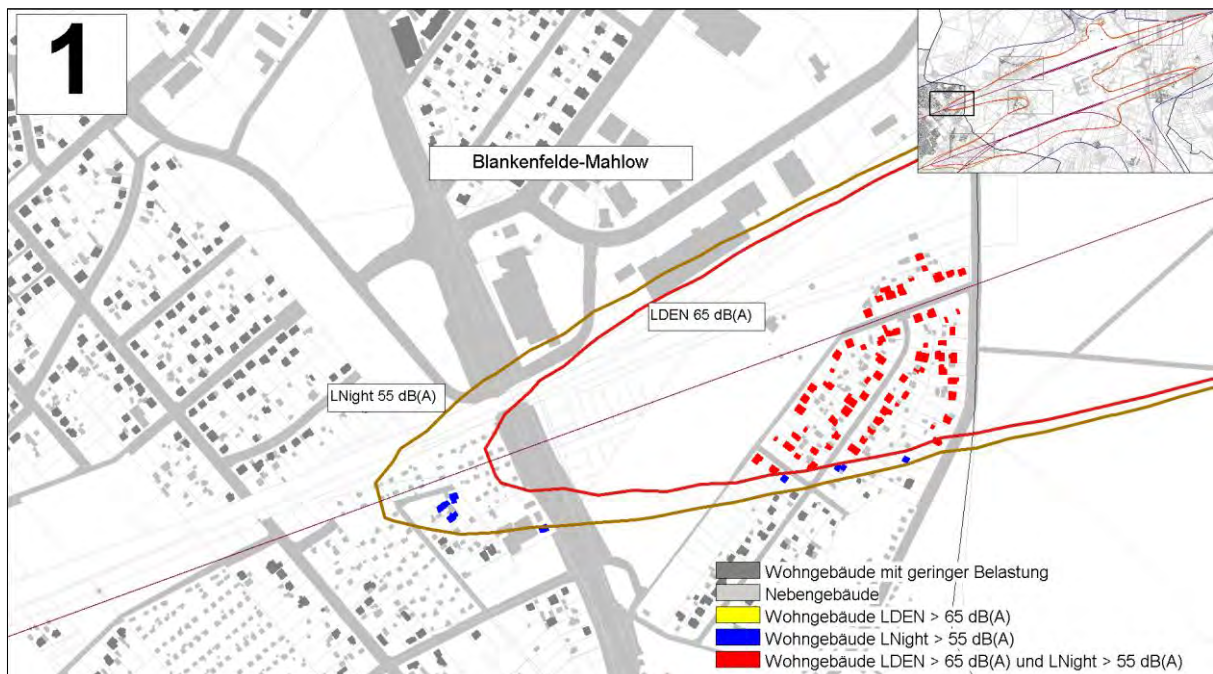 1
Blankenfelde-Mahlow
LDEN 65 dB(A)
LNight 55 dB(A)
Wohngebäude mit geringer Belastung
Nebengebäude
Wohngebäude LDEN > 65 dB(A)
Wohngebäude LNight > 55 dB(A)
Wohngebäude LDEN > 65 dB(A) und LNight > 55 dB(A)